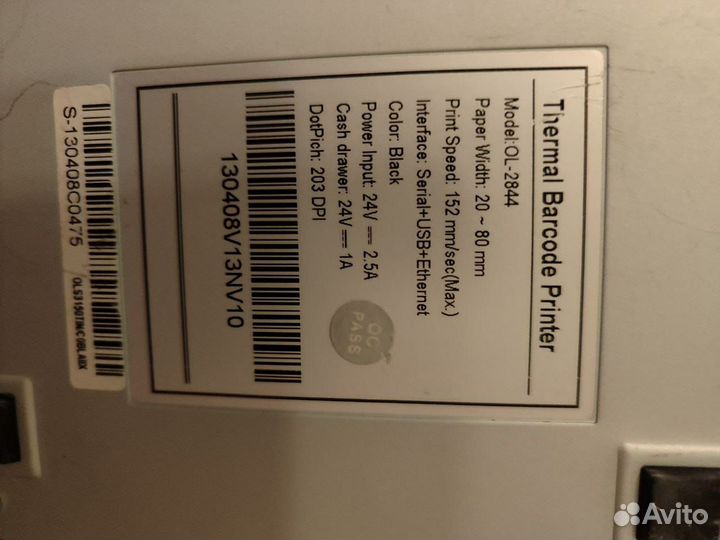 Thermal Barcode Printer
Model:OL-2844
Paper Width: 20 ~ 80 mm
Print Speed: 152 mm/sec(Max.)
Interface: Serial+USB+Ethernet
Color: Black
Power Input: 24V 2.5A
Cash drawer: 24V 1A
DotPich: 203 DPI
130408V13NV10
QC
PASS
S-130408C0475
Avito